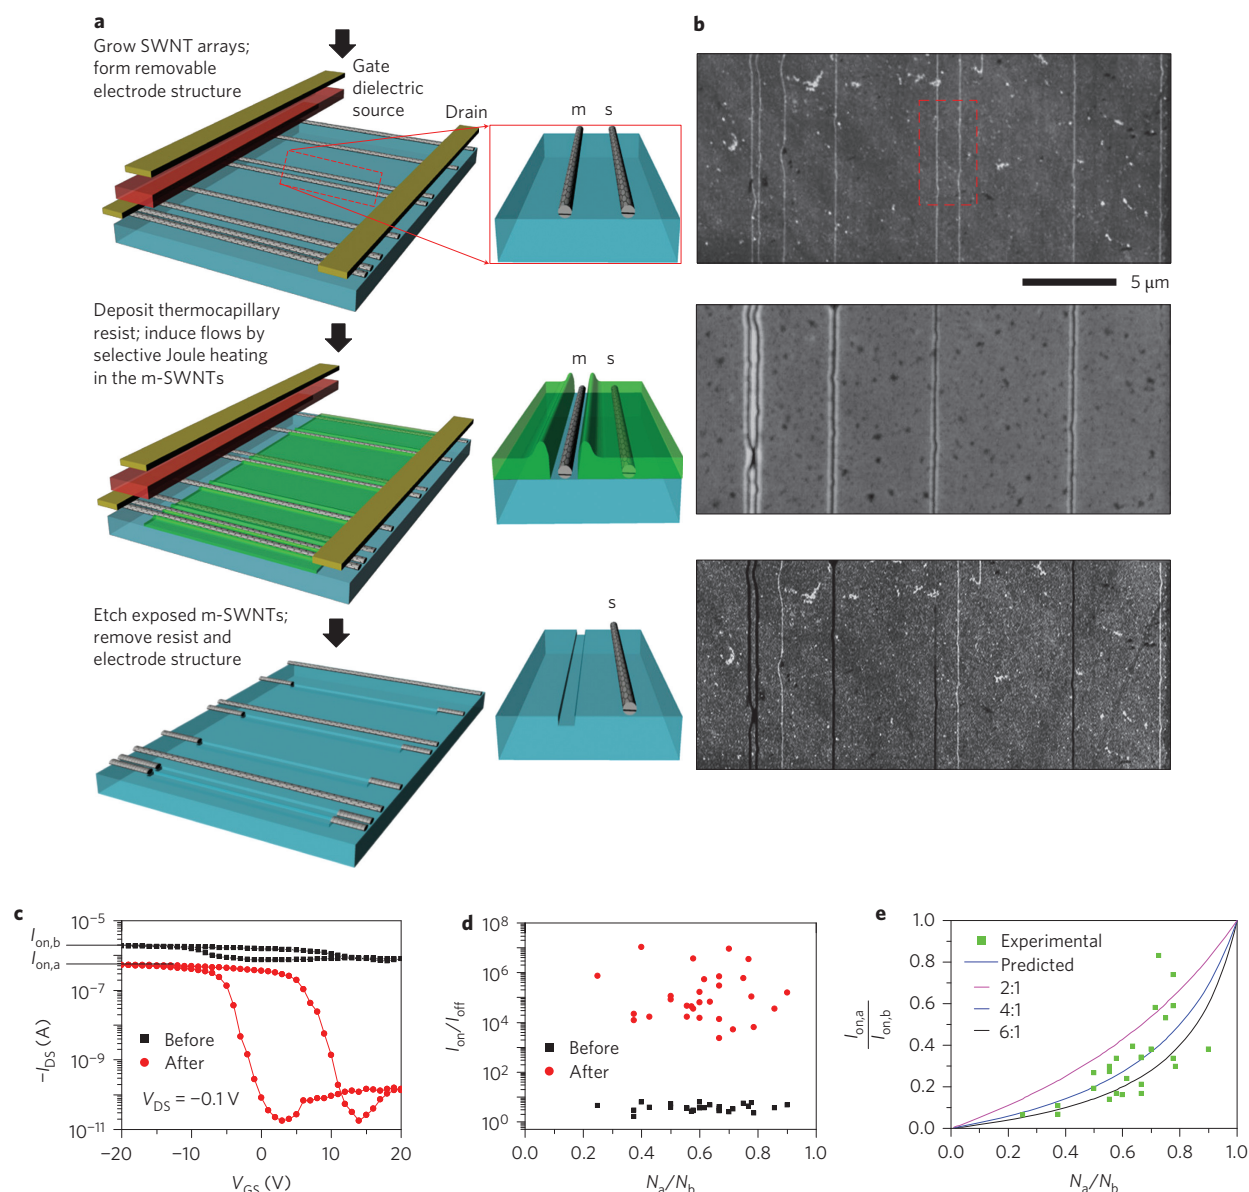 a
Grow SWNT arrays;
form removable
electrode structure
Gate
dielectric
source
Drain
m s
Deposit thermocapillary
resist; induce flows by
selective Joule heating
in the m-SWNTs
m s
Etch exposed m-SWNTs;
remove resist and
electrode structure
s
b
5 μm
c
I on,b
I on,a
10−5
10−7
10−9
10−11
−IDS (A)
Before
After
VDS = −0.1 V
−20 −10 0 10 20
VGS (V)
d
108
106
104
102
100
Ion/Ioff
Before
After
0.0 0.2 0.4 0.6 0.8 1.0
Na/Nb
e
1.0
0.8
0.6
0.4
0.2
0.0
Ion,a
Ion,b
Experimental
Predicted
2:1
4:1
6:1
0.0 0.2 0.4 0.6 0.8 1.0
Na/Nb